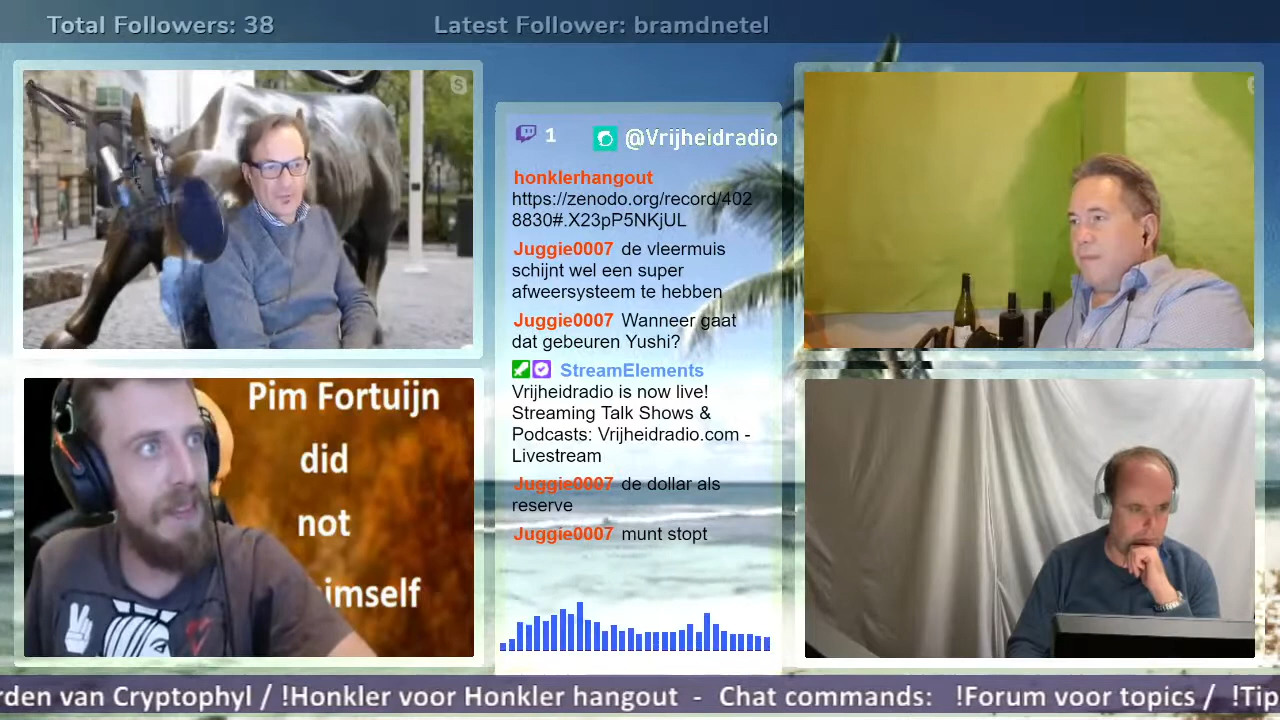 Total Followers: 38
Latest Follower: bramdnetel
1
@Vrijheidradio
honklerhangout
https://zenodo.org/record/402
8830#.X23pP5NKjUL
Juggie0007 de vleermuis
schijnt wel een super
afweersysteem te hebben
Juggie0007 Wanneer gaat
dat gebeuren Yushi?
StreamElements
Vrijheidradio is now live!
Streaming Talk Shows &
Podcasts: Vrijheidradio.com -
Livestream
Juggie0007 de dollar als
reserve
Juggie0007 munt stopt
Pim Fortuijn
did
not
imself
rden van Cryptophyl / !Honkler voor Honkler hangout - Chat commands: !Forum voor topics / !Tip